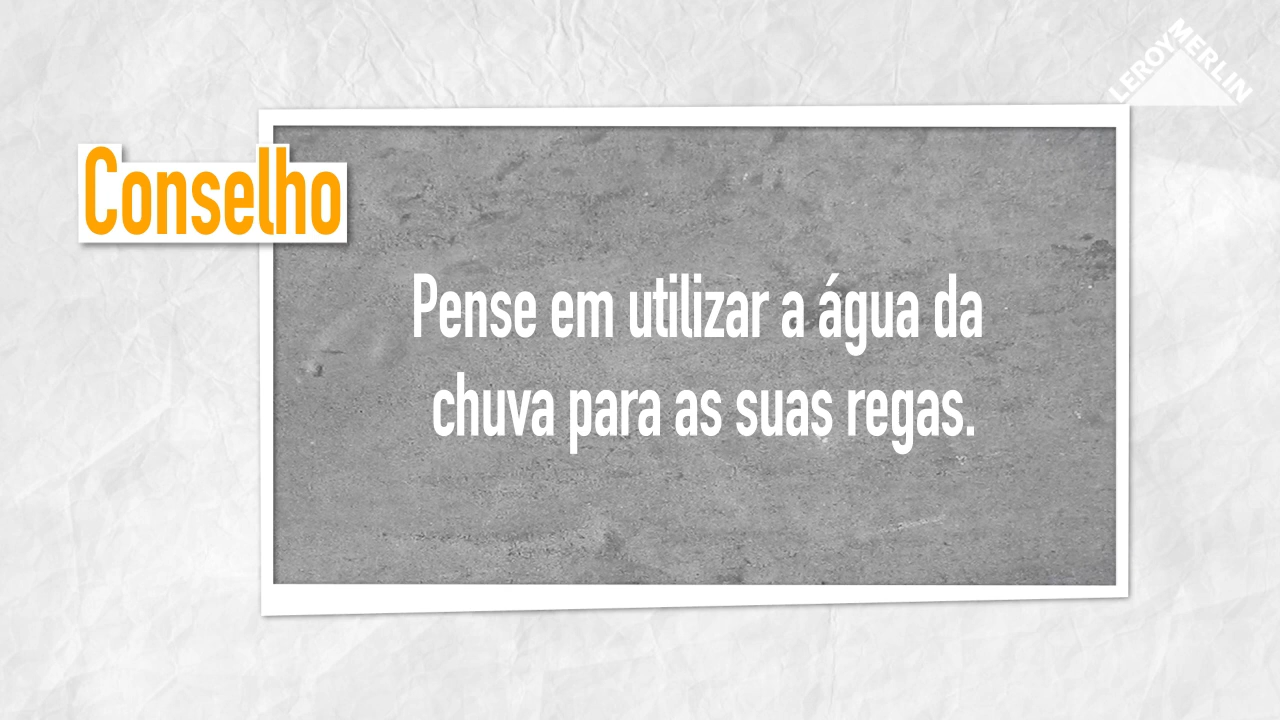 LEROY MERLIN
Conselho
Pense em utilizar a água da
chuva para as suas regas.